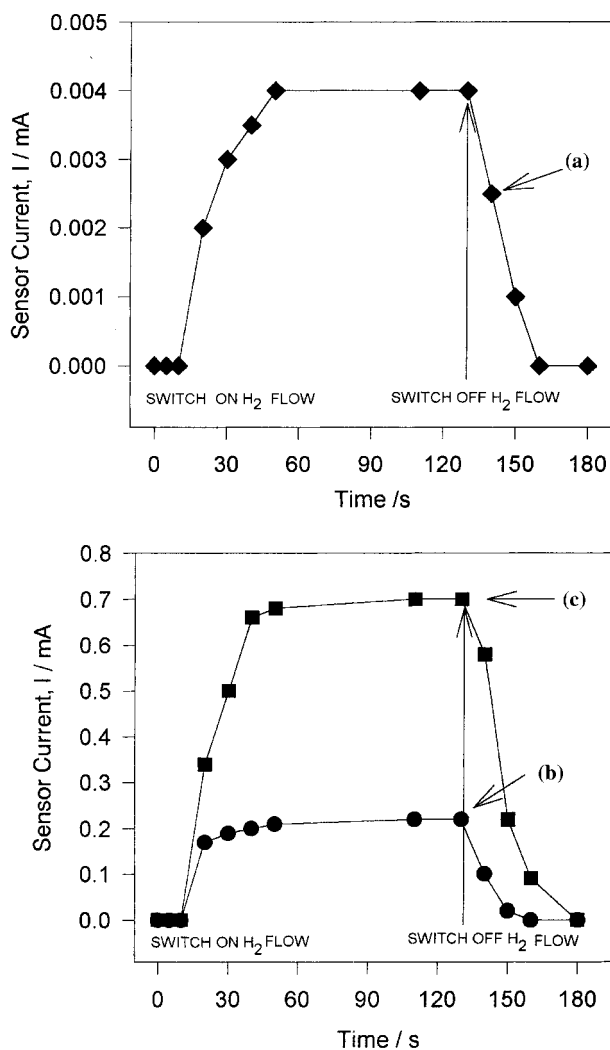 0.005
0.004
0.003
0.002
0.001
0.000
Sensor Current, I / mA
(a)
SWITCH ON H2 FLOW
SWITCH OFF H2 FLOW
0 30 60 90 120 150 180
Time /s
0.8
0.7
0.6
0.5
0.4
0.3
0.2
0.1
0.0
Sensor Current, I / mA
(c)
(b)
SWITCH ON H2 FLOW
SWITCH OFF H2 FLOW
0 30 60 90 120 150 180
Time / s